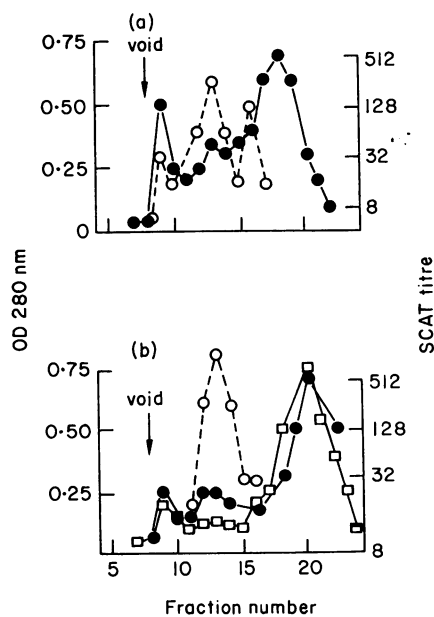 (a)
void
0·75
0·50
0·25
0
512
128
32
8
OD 280 nm
SCAT titre
(b)
void
0·75
0·50
0·25
512
128
32
8
5 10 15 20
Fraction number